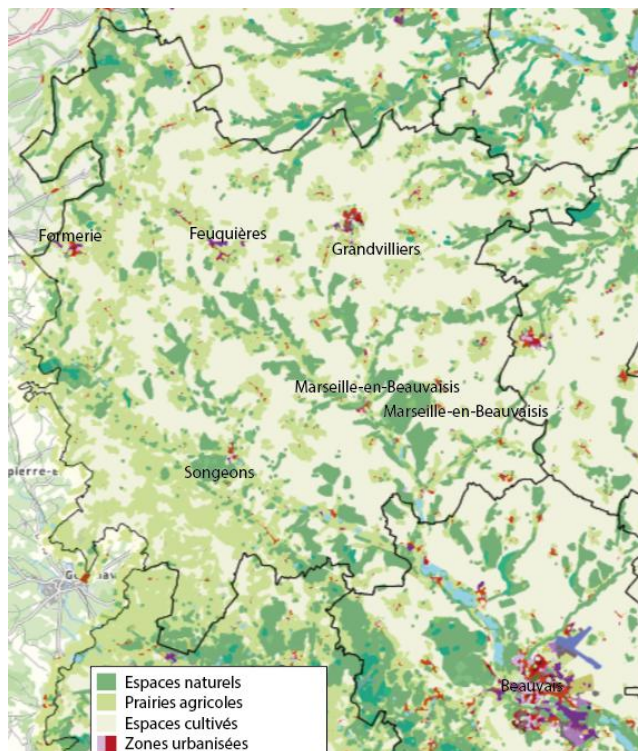 Formerie
Feuquières
Grandvilliers
Marseille-en-Beauvaisis
Marseille-en-Beauvaisis
Songeons
Beauvais
Espaces naturels
Prairies agricoles
Espaces cultivés
Zones urbanisées